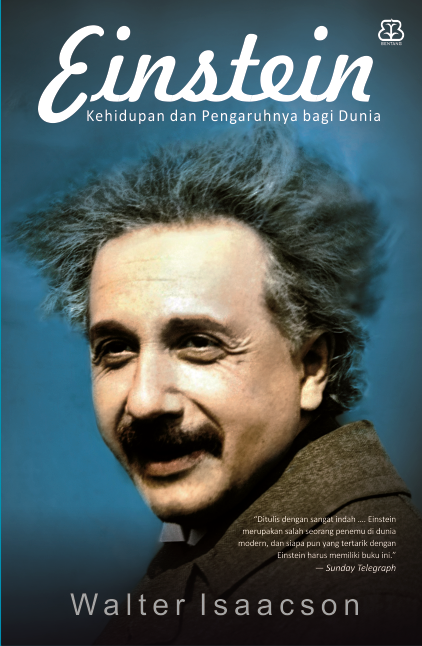 Einstein
BENTANG
Kehidupan dan Pengaruhnya bagi Dunia
"Ditulis dengan sangat indah .... Einstein
merupakan salah seorang penemu di dunia
modern, dan siapa pun yang tertarik dengan
Einstein harus memiliki buku ini."
— Sunday Telegraph
Walter Isaacson